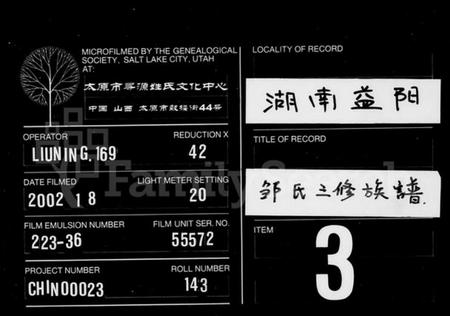 MICROFILMED BY THE GENEALOGICAL
SOCIETY, SALT LAKE CITY, UTAH
AT:
太原市寻源姓氏文化中心
中国 山西 太原市鼓楼街44号
OPERATOR
REDUCTION X
LIUNING,169
42
DATE FILMED
LIGHT METER SETTING
2002 1 8
20
FILM EMULSION NUMBER
FILM UNIT SER. NO.
223-36
55572
PROJECT NUMBER
ROLL NUMBER
CHIN00023
143
LOCALITY OF RECORD
湖南益阳
TITLE OF RECORD
邹氏三修族譜
ITEM
3
FamilySearch